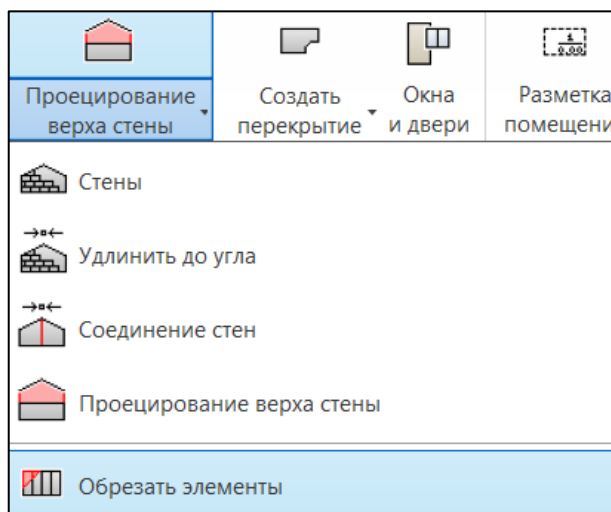 Проецирование
верха стены
Создать
перекрытие
Окна
и двери
Разметка
помещени
Стены
Удлинить до угла
Соединение стен
Проецирование верха стены
Обрезать элементы